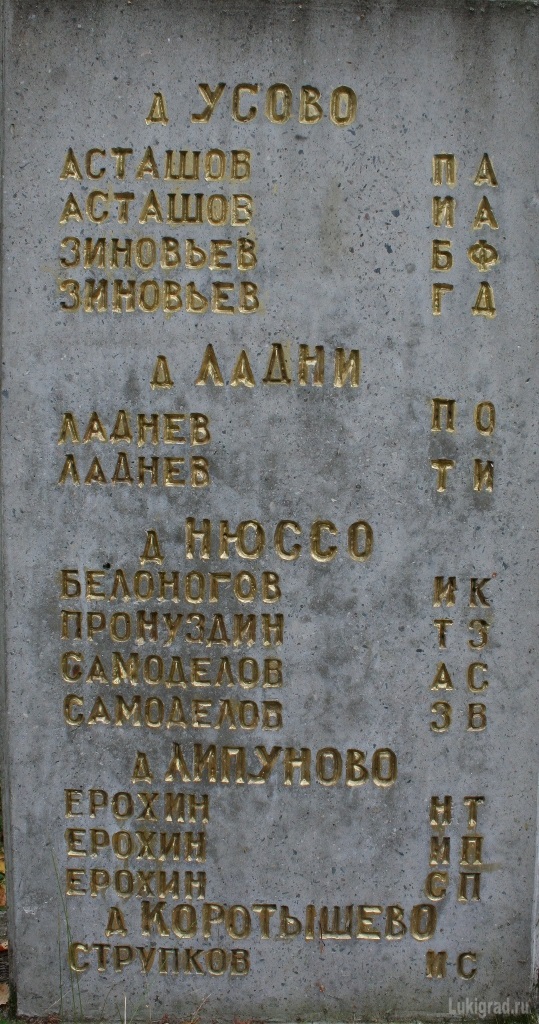 д УСОВО
АСТАШОВ П А
АСТАШОВ И А
ЗИНОВЬЕВ Б Ф
ЗИНОВЬЕВ Г Д
д ЛАДНИ
ЛАДНЕВ П О
ЛАДНЕВ Т И
д НЮССО
БЕЛОНОГОВ И К
ПРОНУЗДИН Т З
САМОДЕЛОВ А С
САМОДЕЛОВ З В
д ЛИПУНОВО
ЕРОХИН Н Т
ЕРОХИН И П
ЕРОХИН С П
д КОРОТЫШЕВО
СТРУПКОВ И С
Lukigrad.ru